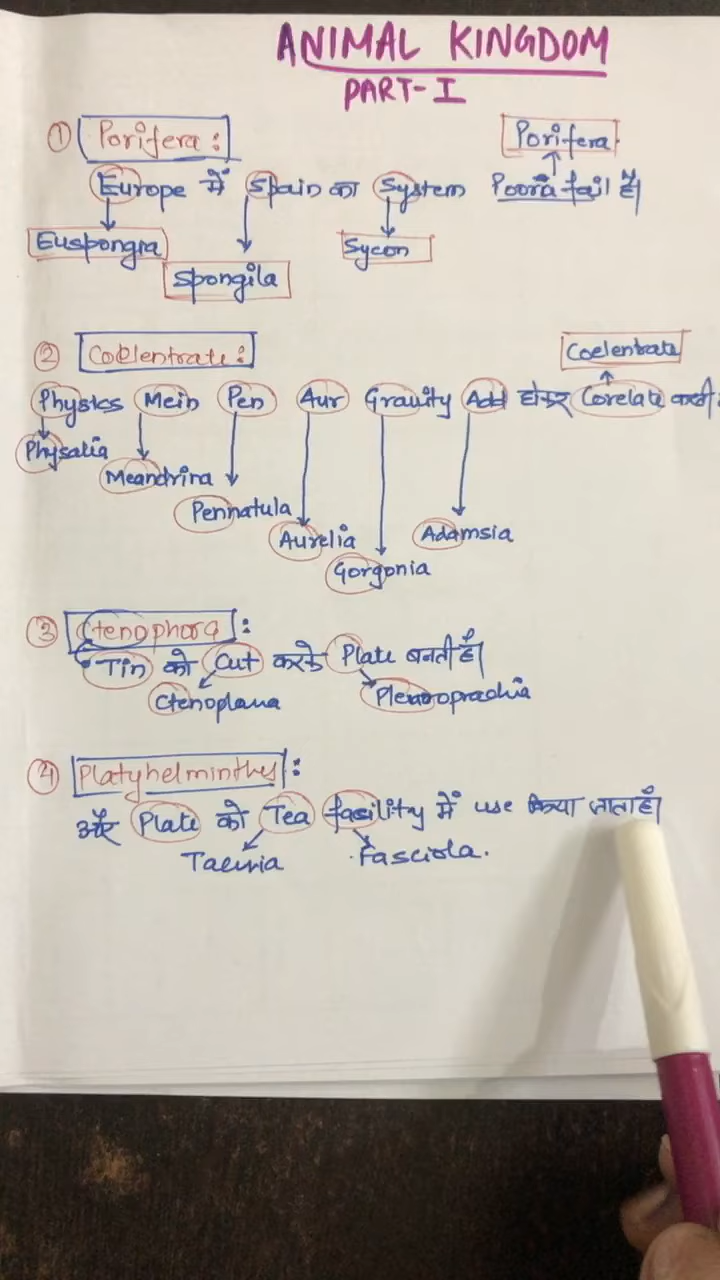 ANIMAL KINGDOM
PART-I
① Porifera:
Porifera
Europe में Spain का System Poora fail है।
Euspongia
Sycon
Spongila
② Coelentrate:
Coelentrate
Physics Mein Pen Aur Gravity Add होकर Corelate करती
Physalia
Meandrina
Pennatula
Aurelia
Adamsia
Gorgonia
③ Ctenophora:
Tin को Cut करके Plate बनती है।
Ctenoplana
Pleuroprachia
④ Platyhelminthes:
और Plate को Tea facility में use किया जाता है।
Taenia
Fasciola.